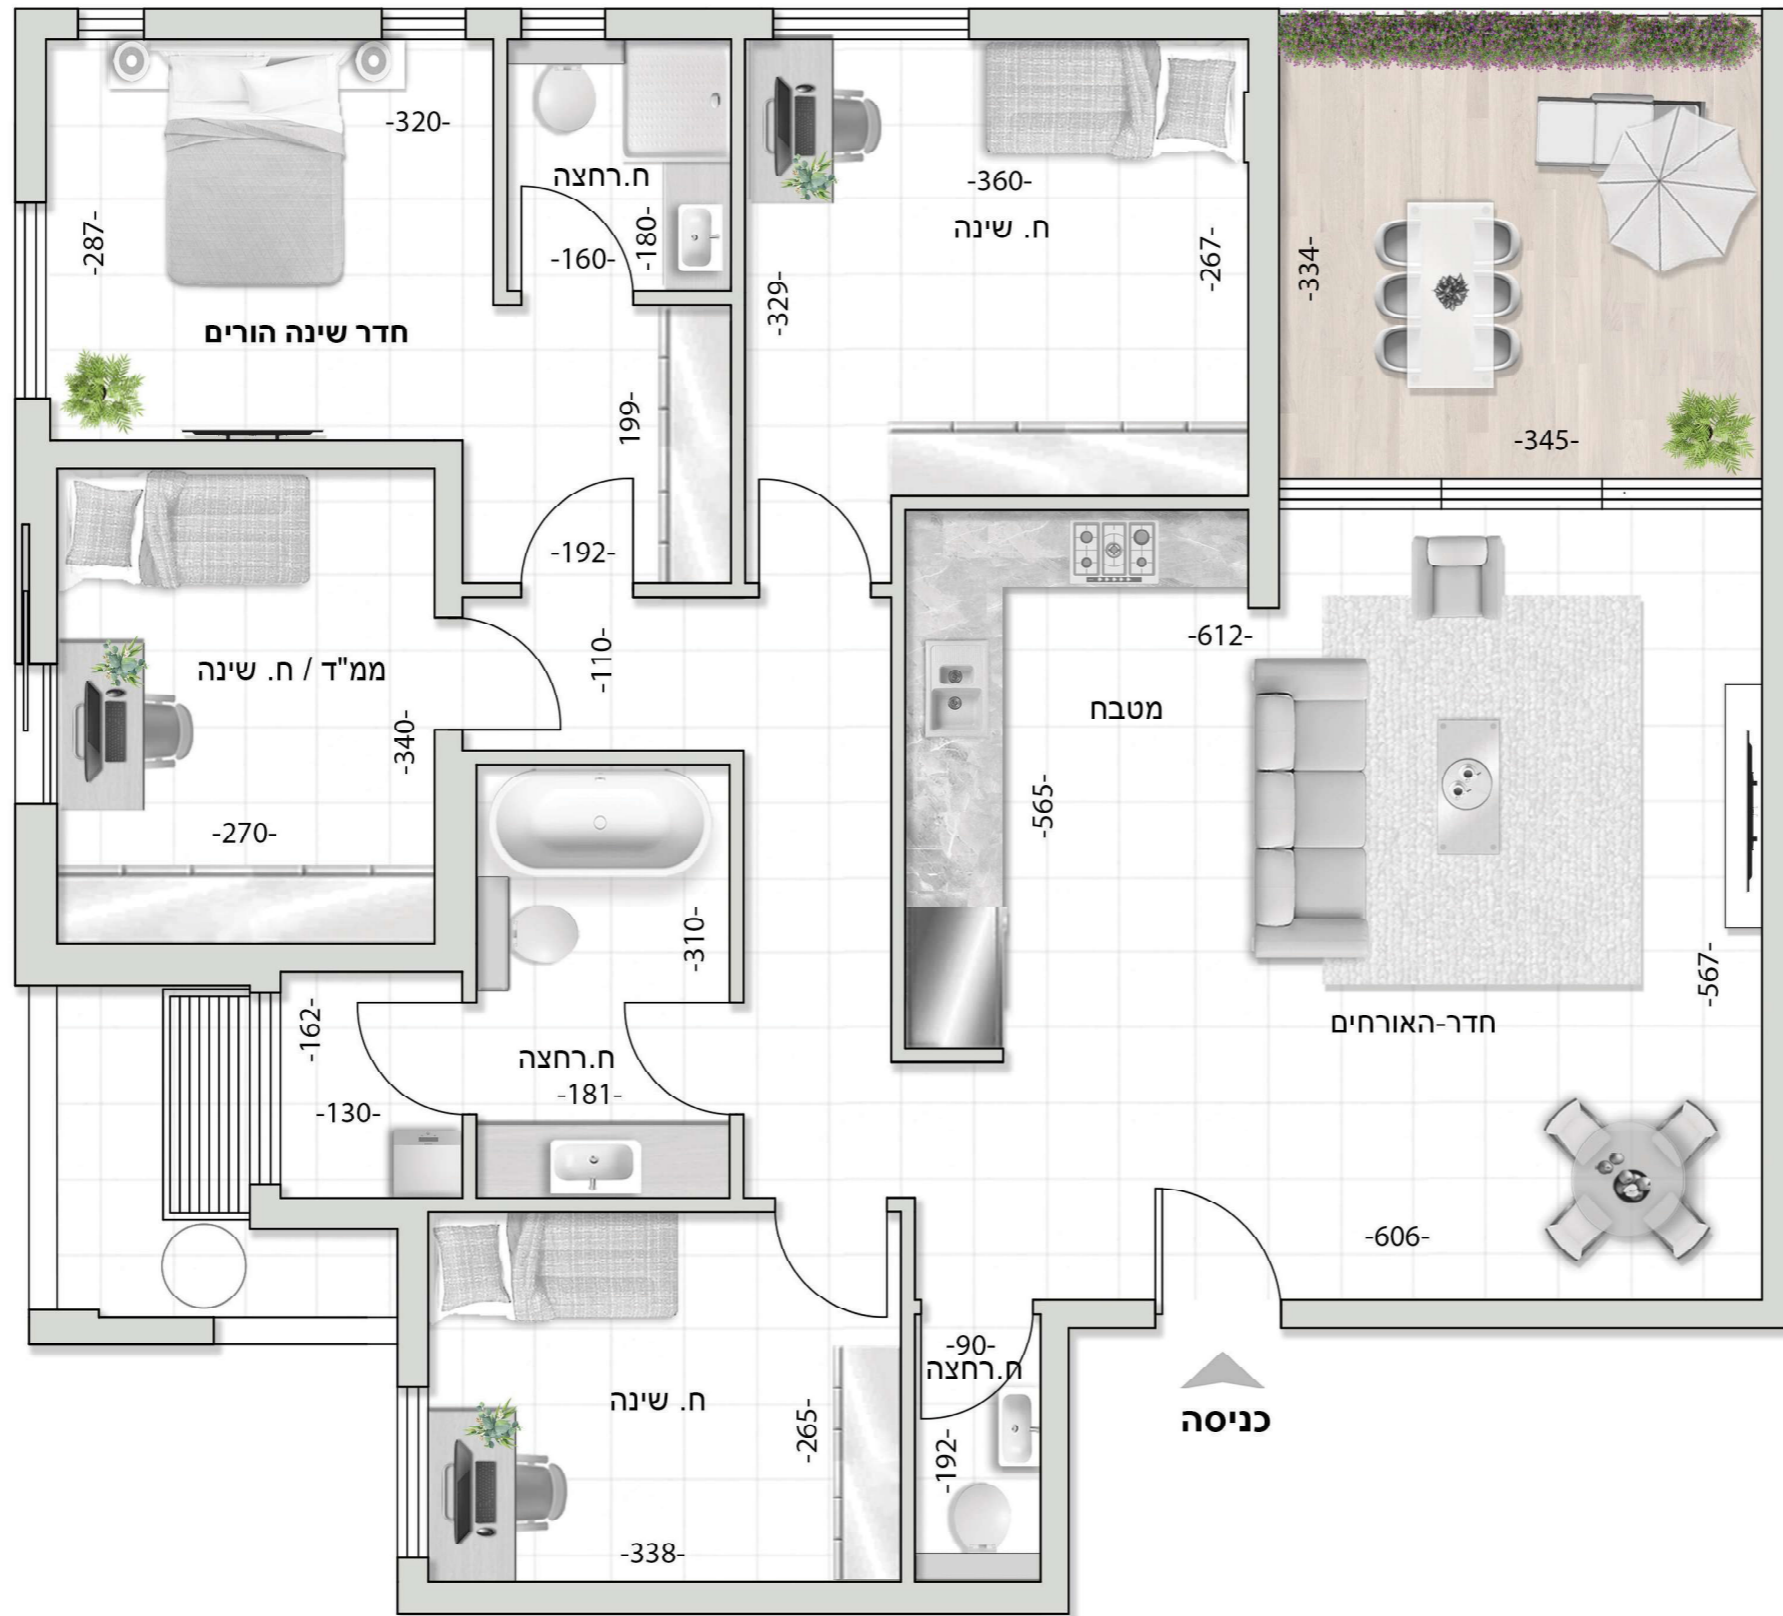 -320-
-287-
חדר שינה הורים
ח.רחצה
-180-
-160-
-199-
-192-
-360-
ח. שינה
-267-
-329-
-334-
-345-
ממ"ד / ח. שינה
-340-
-270-
-110-
-612-
מטבח
-565-
-567-
חדר-האורחים
-606-
-310-
ח.רחצה
-181-
-162-
-130-
ח. שינה
-265-
-338-
-90-
ח.רחצה
-192-
כניסה